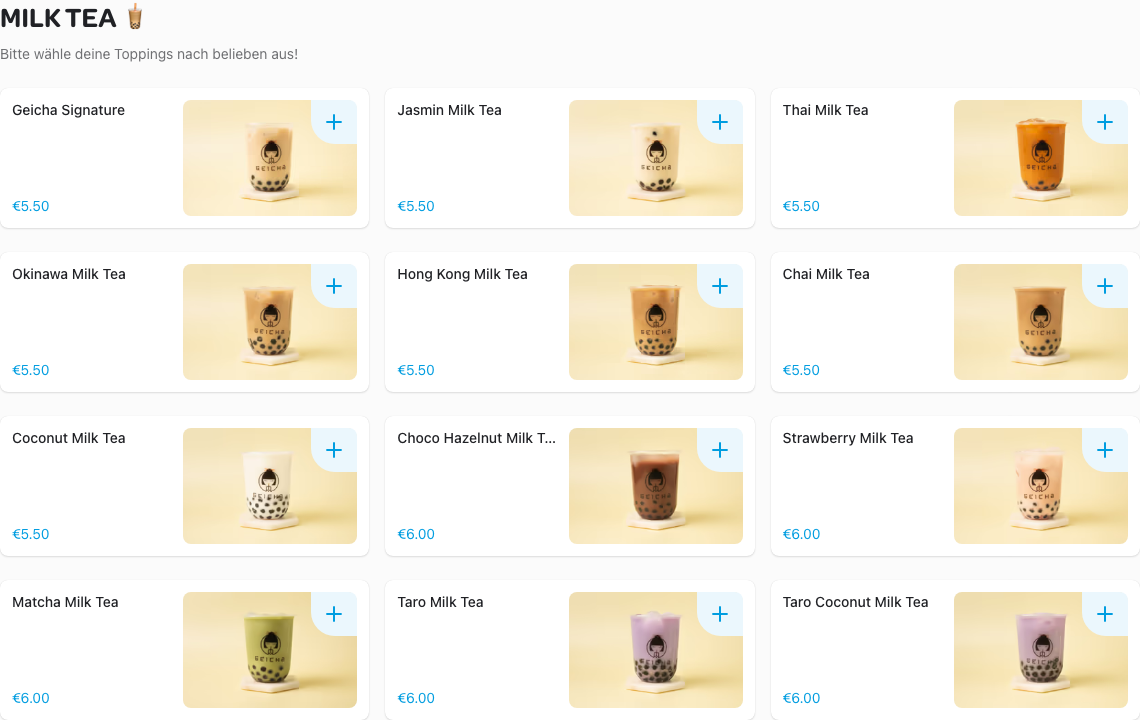 MILK TEA 🧋
Bitte wähle deine Toppings nach belieben aus!
Geicha Signature
€5.50
GEICHA
Jasmin Milk Tea
€5.50
GEICHA
Thai Milk Tea
€5.50
GEICHA
Okinawa Milk Tea
€5.50
GEICHA
Hong Kong Milk Tea
€5.50
GEICHA
Chai Milk Tea
€5.50
GEICHA
Coconut Milk Tea
€5.50
GEICHA
Choco Hazelnut Milk T...
€6.00
GEICHA
Strawberry Milk Tea
€6.00
GEICHA
Matcha Milk Tea
€6.00
GEICHA
Taro Milk Tea
€6.00
GEICHA
Taro Coconut Milk Tea
€6.00
GEICHA